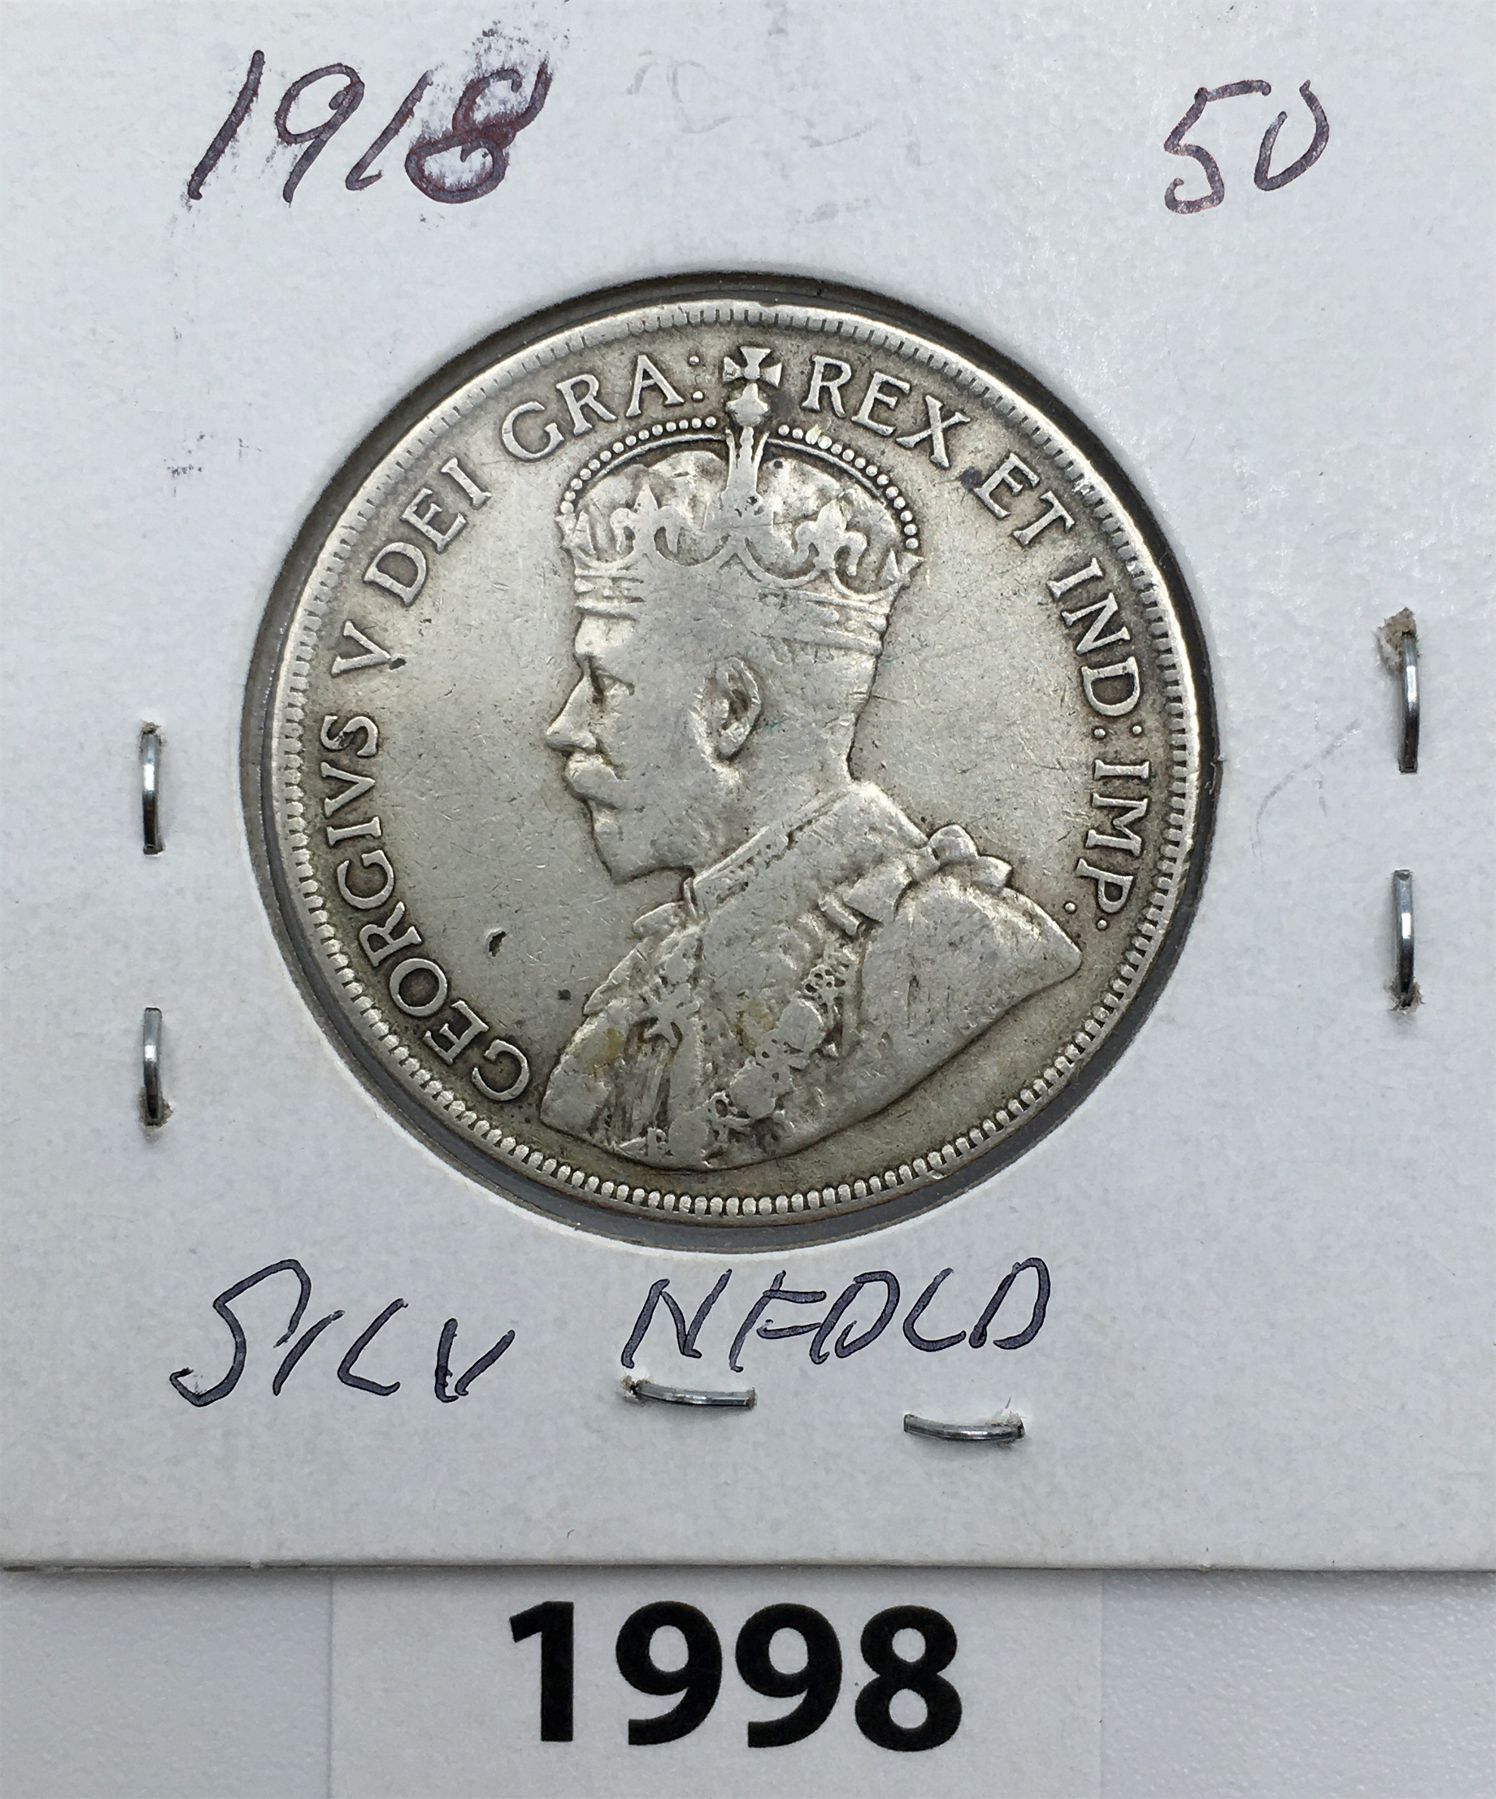 1918 50
GEORGIVS V DEI GRA: REX ET IND: IMP.
SILV NFDLD
1998